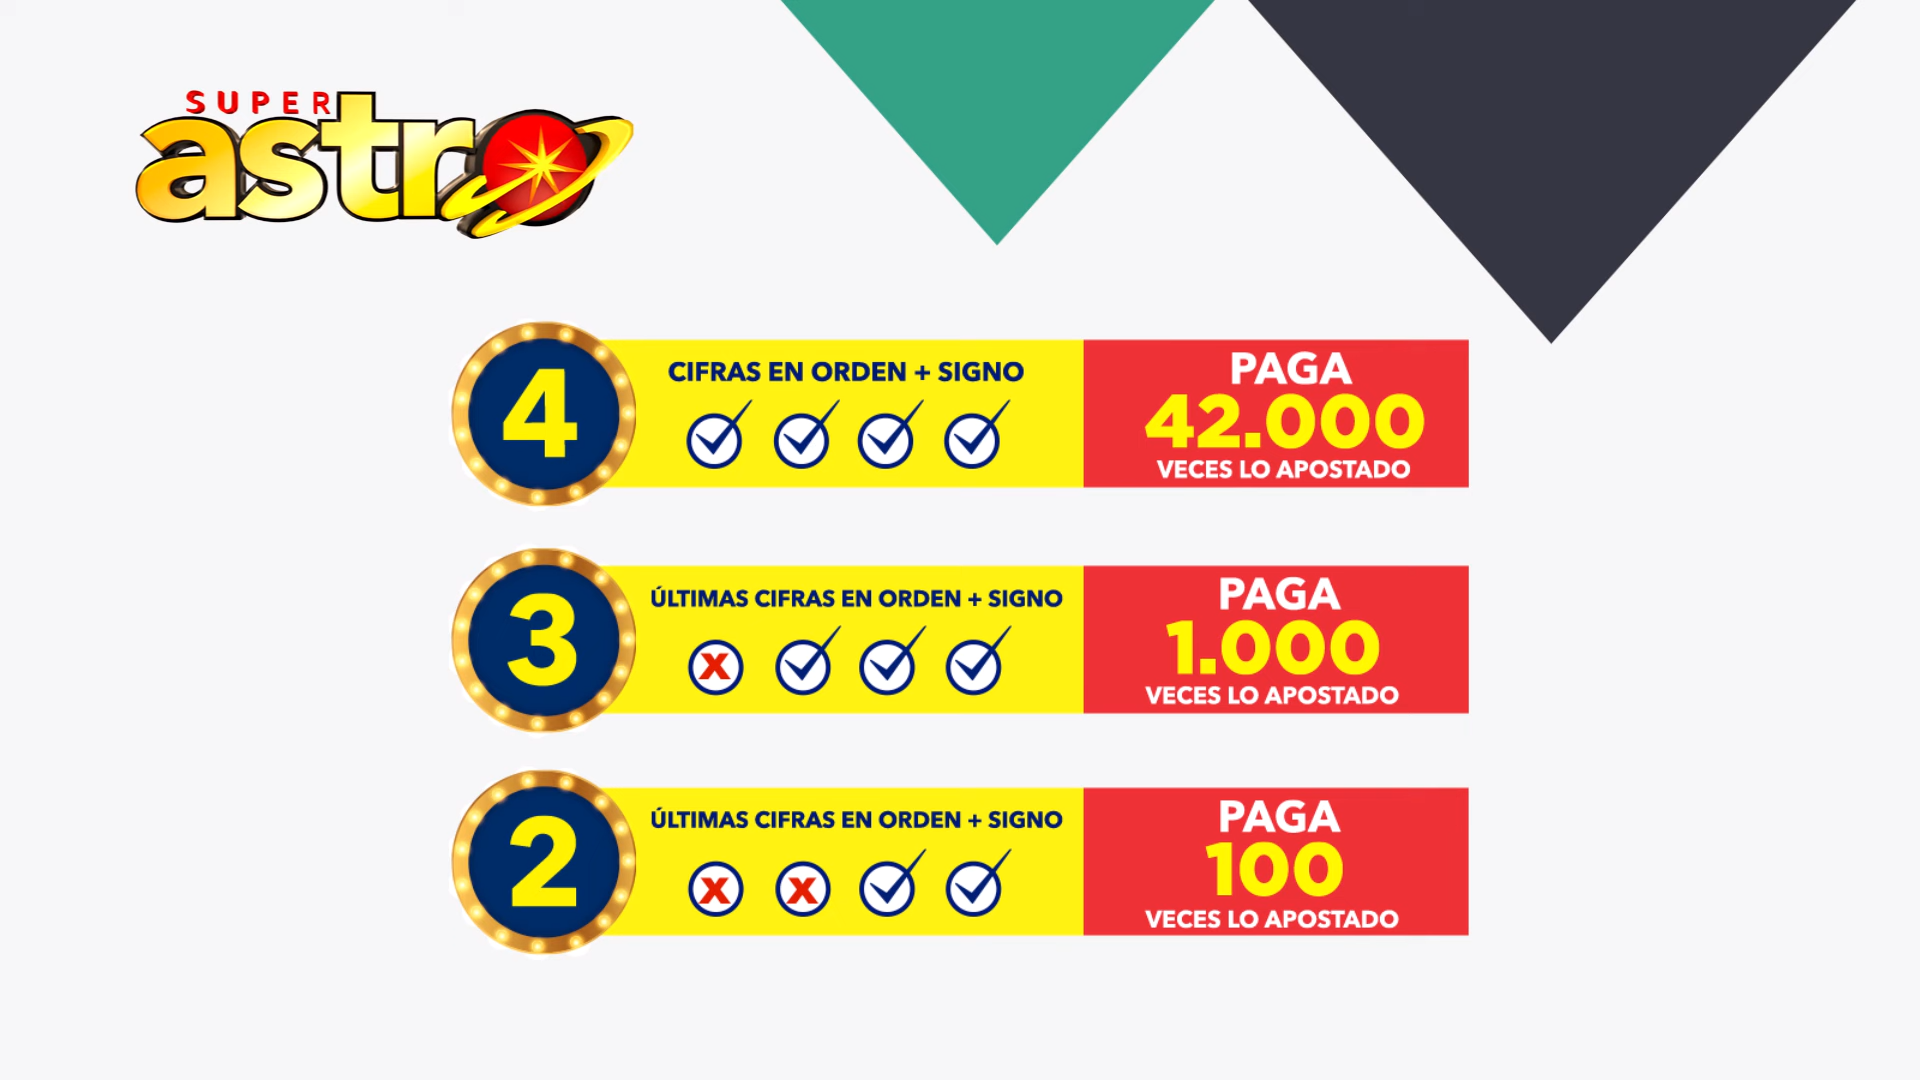 SUPER
astro
4
CIFRAS EN ORDEN + SIGNO
PAGA
42.000
VECES LO APOSTADO
3
ÚLTIMAS CIFRAS EN ORDEN + SIGNO
X
PAGA
1.000
VECES LO APOSTADO
2
ÚLTIMAS CIFRAS EN ORDEN + SIGNO
X X
PAGA
100
VECES LO APOSTADO